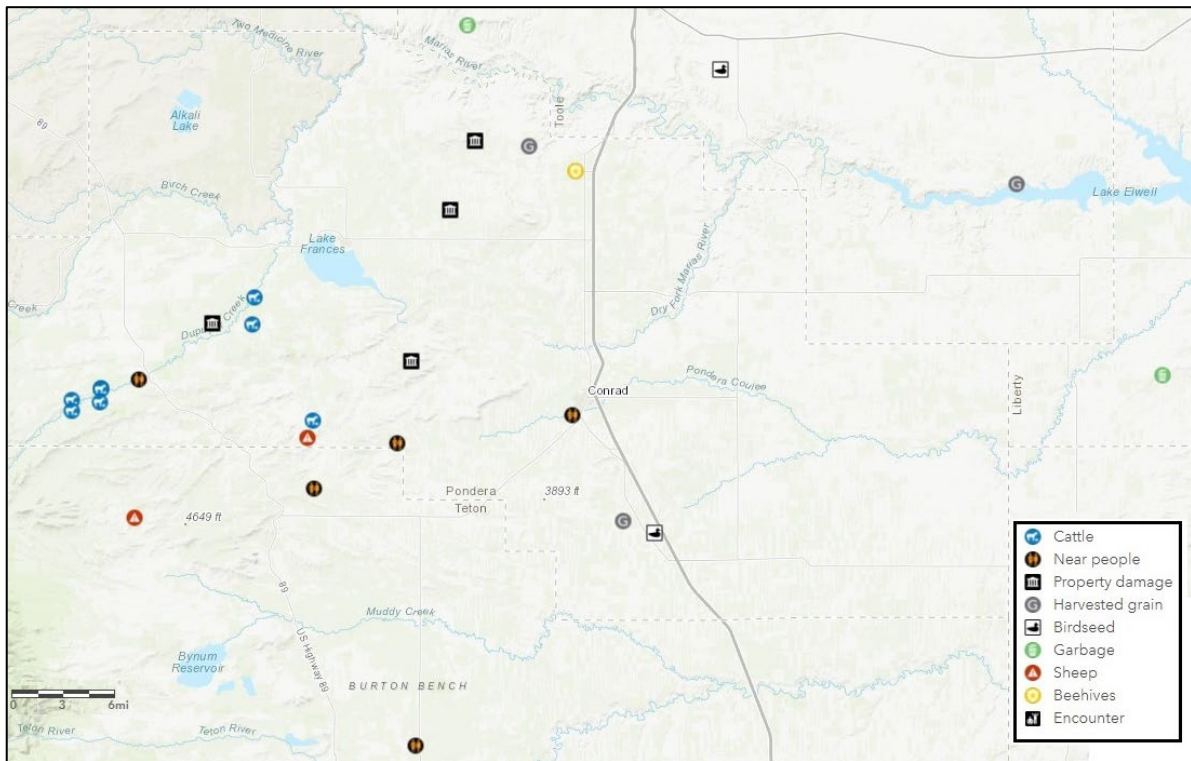 Two Medicine River
Marias River
Toole
89
Alkali
Lake
Birch Creek
Lake Elwell
Lake
Frances
Dry Fork Marias River
Creek
Dupuyer Creek
Conrad
Pondera Coulee
Liberty
Pondera
Teton
3893 ft
4649 ft
89
Muddy Creek
US Highway 89
Bynum
Reservoir
BURTON BENCH
0 3 6mi
Teton River
Teton River
Cattle
Near people
Property damage
Harvested grain
Birdseed
Garbage
Sheep
Beehives
Encounter
G
G
G
G